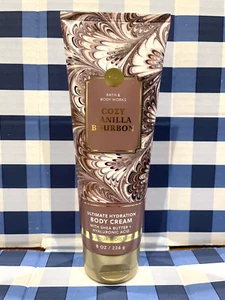 BATH &
BODY WORKS
COZY
VANILLA
BOURBON
ULTIMATE HYDRATION
BODY CREAM
WITH SHEA BUTTER +
HYALURONIC ACID
8 OZ / 226 g